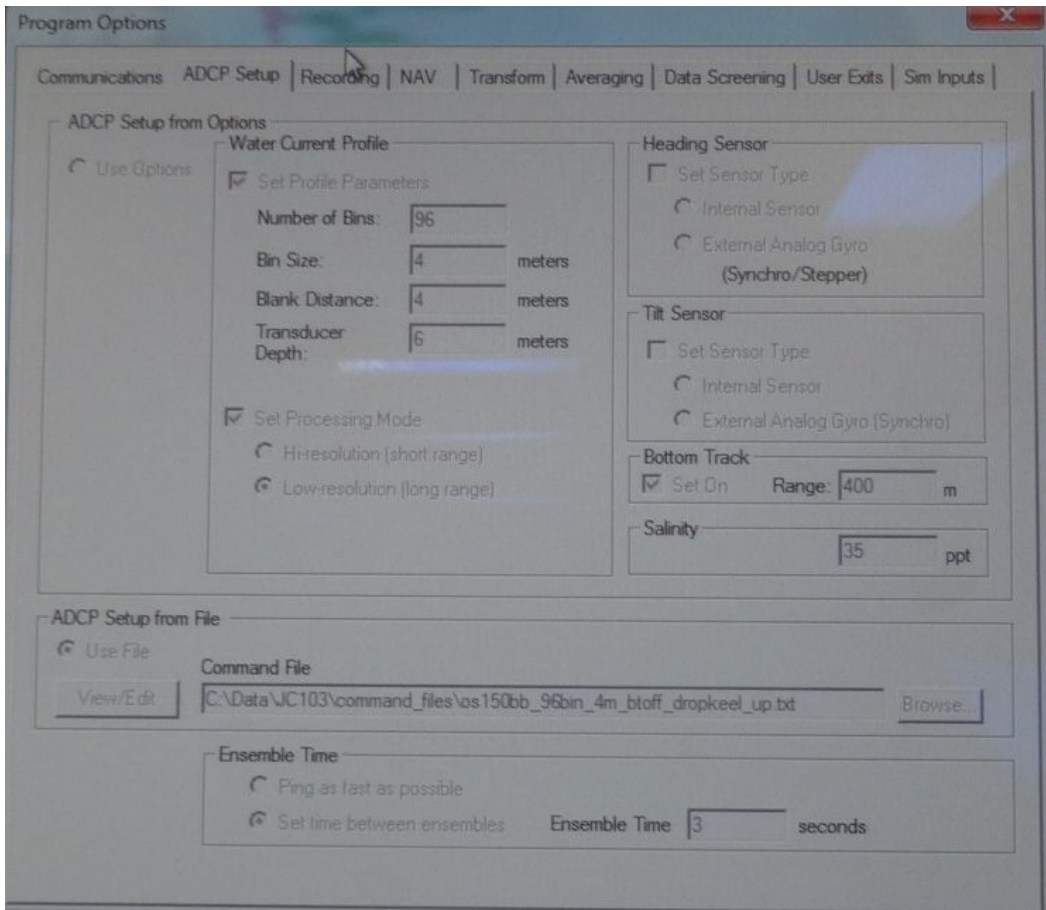 Program Options
X
Communications ADCP Setup Recording NAV Transform Averaging Data Screening User Exits Sim Inputs
ADCP Setup from Options
Use Options
Water Current Profile
Set Profile Parameters
Number of Bins: 96
Bin Size: 4 meters
Blank Distance: 4 meters
Transducer
Depth: 6 meters
Set Processing Mode
Hi-resolution (short range)
Low-resolution (long range)
Heading Sensor
Set Sensor Type
Internal Sensor
External Analog Gyro
(Synchro/Stepper)
Tilt Sensor
Set Sensor Type
Internal Sensor
External Analog Gyro (Synchro)
Bottom Track
Set On Range: 400 m
Salinity
35 ppt
ADCP Setup from File
Use File
Command File
View/Edit C:\Data\JC103\command_files\os150bb_96bin_4m_btoff_dropkeel_up.txt Browse...
Ensemble Time
Ping as fast as possible
Set time between ensembles Ensemble Time 3 seconds